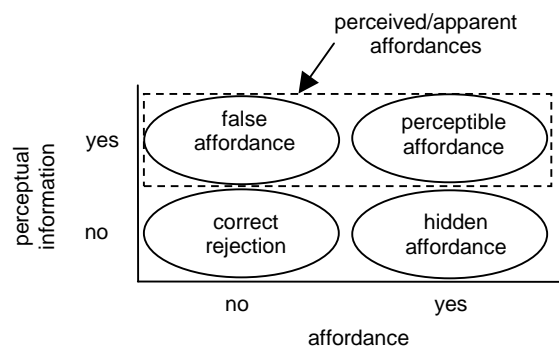 perceived/apparent
affordances
perceptual
information
yes
false
affordance
perceptible
affordance
no
correct
rejection
hidden
affordance
no
yes
affordance